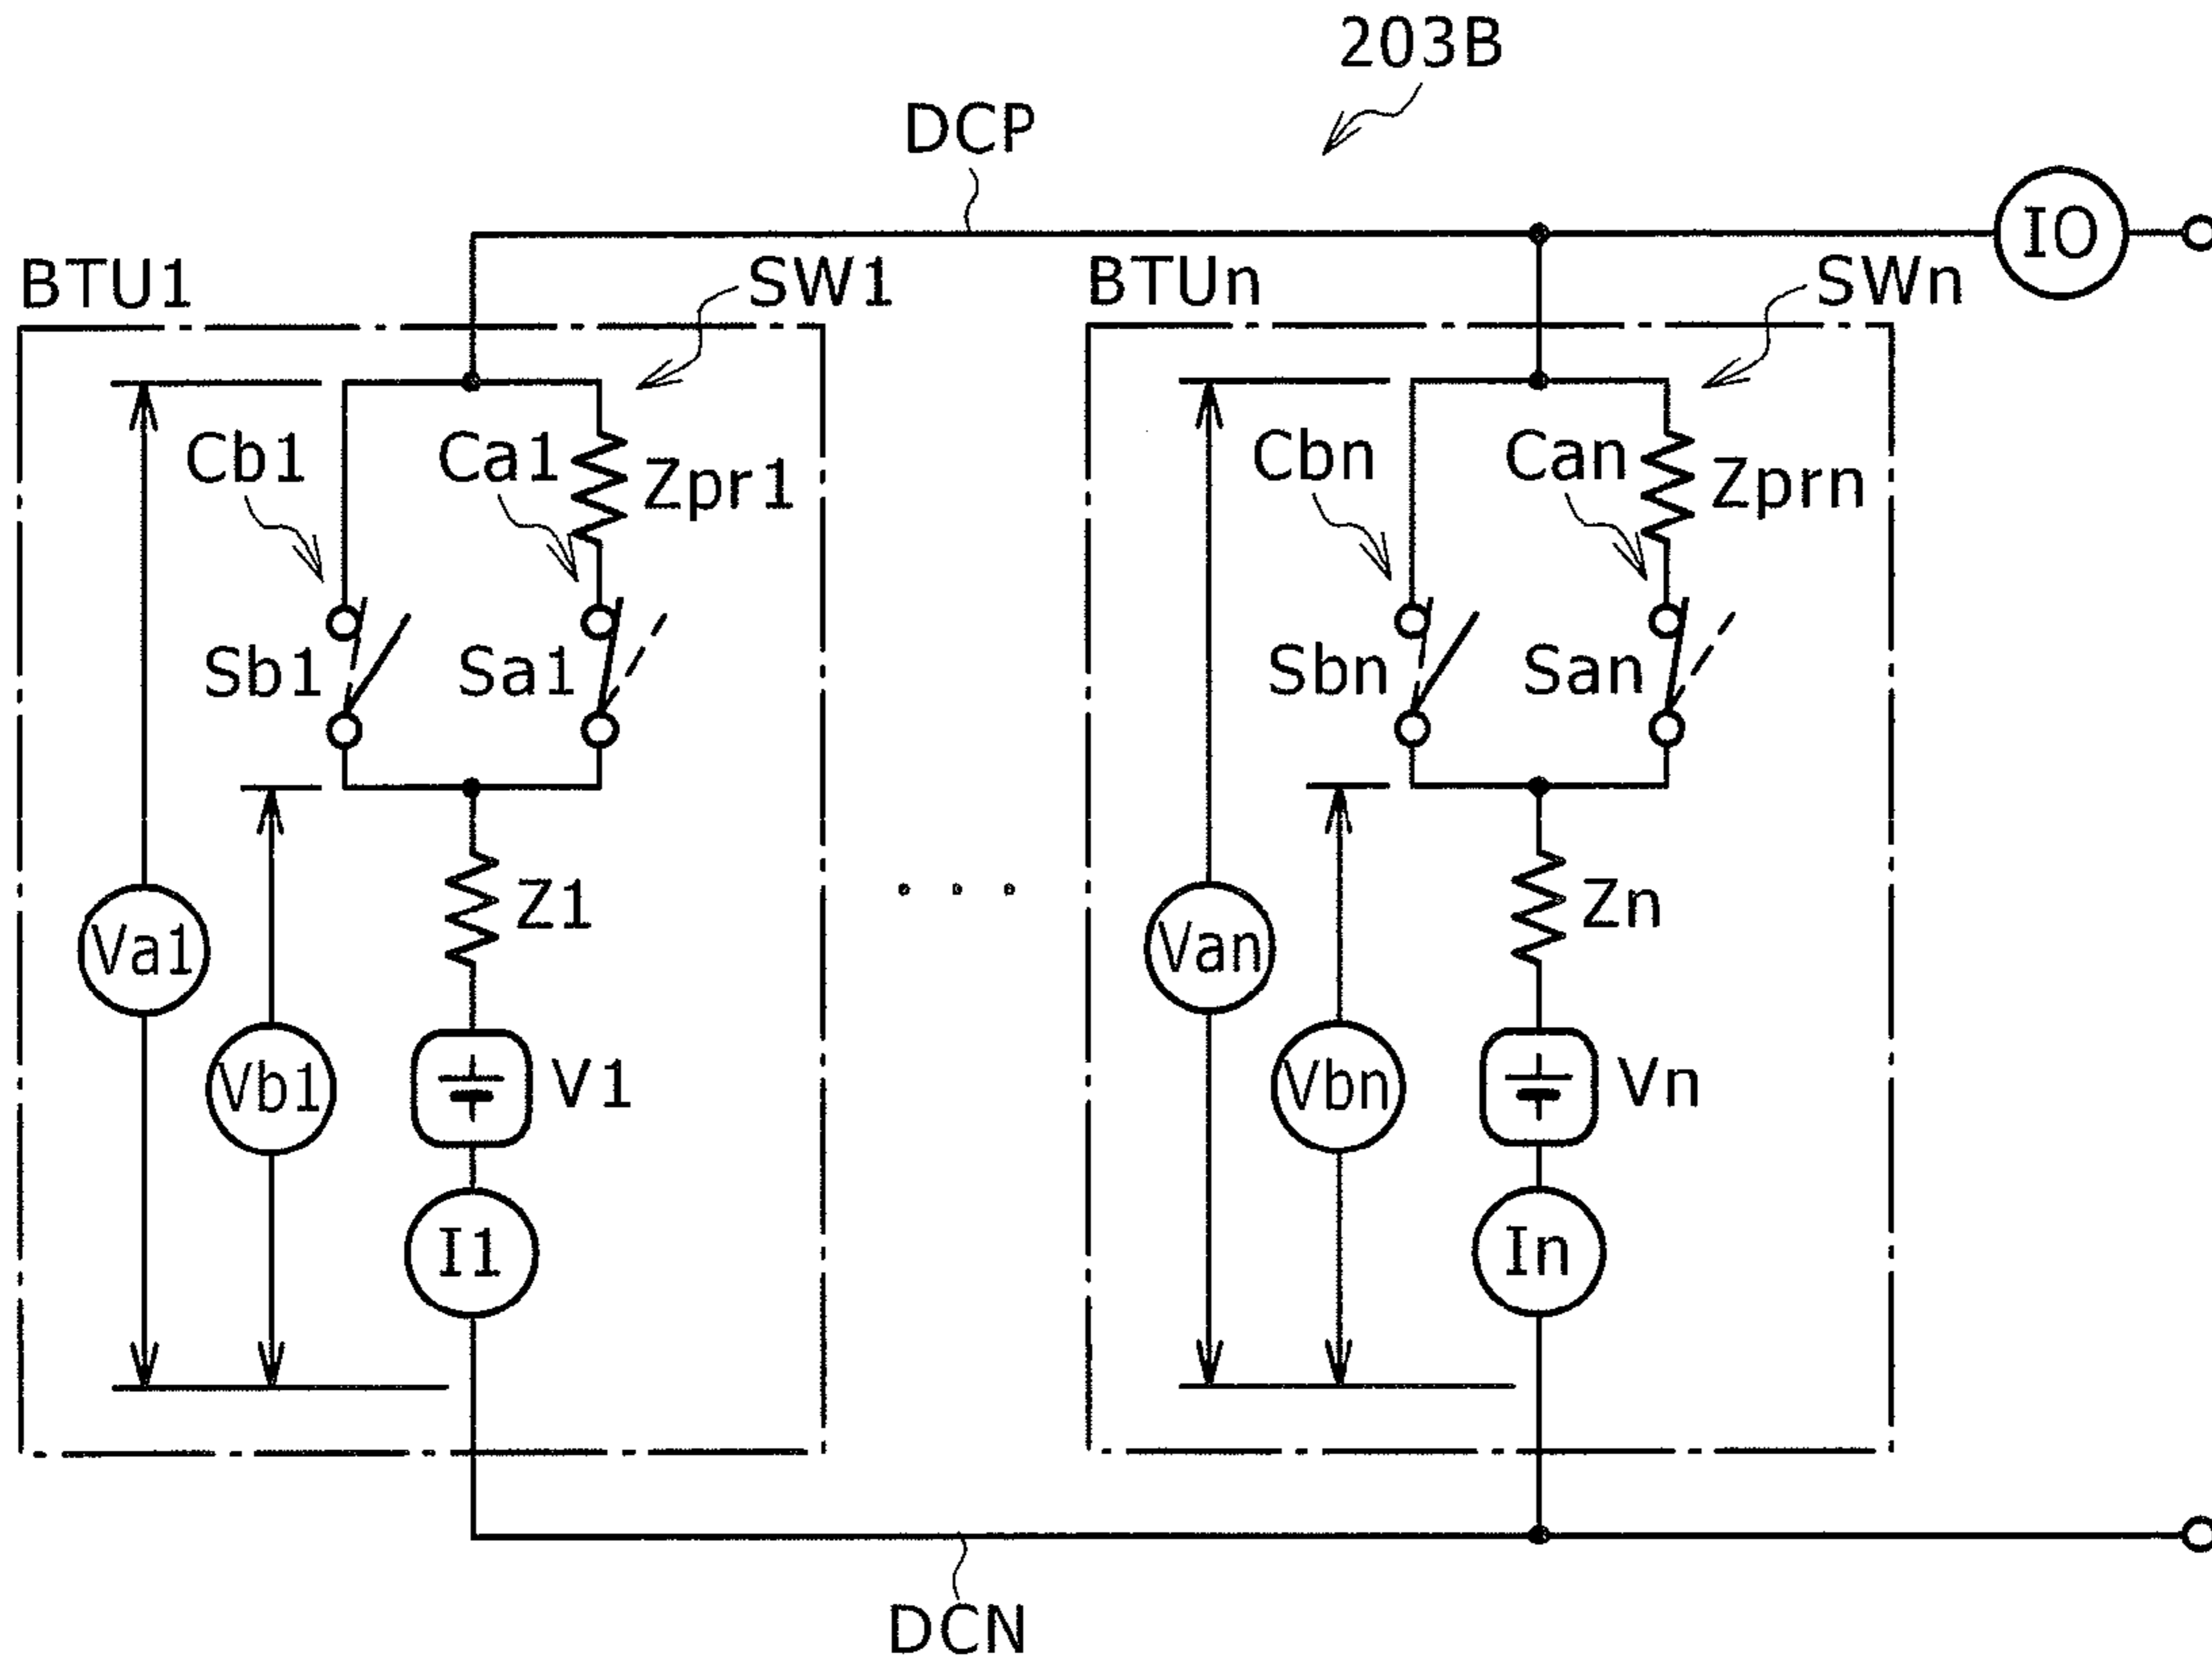 203B
DCP
IO
BTU1
SW1
BTUn
SWn
Cb1
Ca1
Zpr1
Cbn
Can
Zprn
Sb1
Sa1
Sbn
San
Z1
Zn
Va1
Van
Vb1
V1
Vbn
Vn
I1
In
DCN